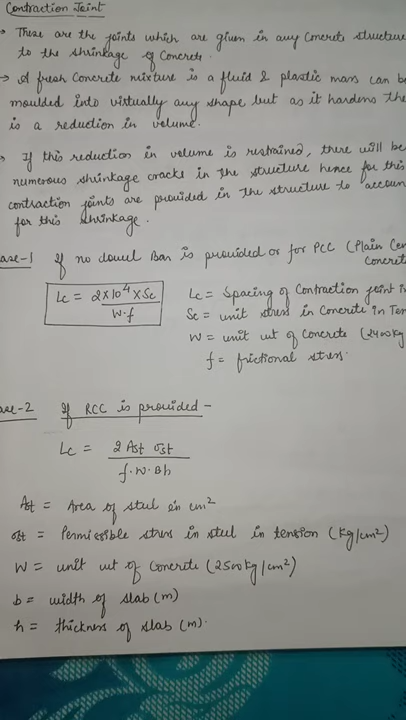 Contraction Joint
→ These are the joints which are given in any Concrete structure
to the shrinkage of Concrete.
→ A fresh Concrete mixture is a fluid & plastic mass can be
moulded into virtually any shape but as it hardens the
is a reduction in volume.
If this reduction in volume is restrained, there will be
numerous shrinkage cracks in the structure hence for this
contraction joints are provided in the structure to accoun
for this shrinkage.
ase-1 If no dowel Bar is provided or for PCC (Plain Cem
Concrete
Lc = 2×10⁴ × Sc / W·f
Lc = Spacing of Contraction joint in
Sc = unit stress in Concrete in Ten
W = unit wt of Concrete (2400kg
f = frictional stress.
ase-2 If RCC is provided –
Lc = 2 Ast σst / f·W·Bh
Ast = Area of steel in cm²
σst = Permissible stress in steel in tension (kg/cm²)
W = unit wt of Concrete (2500kg/cm²)
b = width of slab (m)
h = thickness of slab (m).